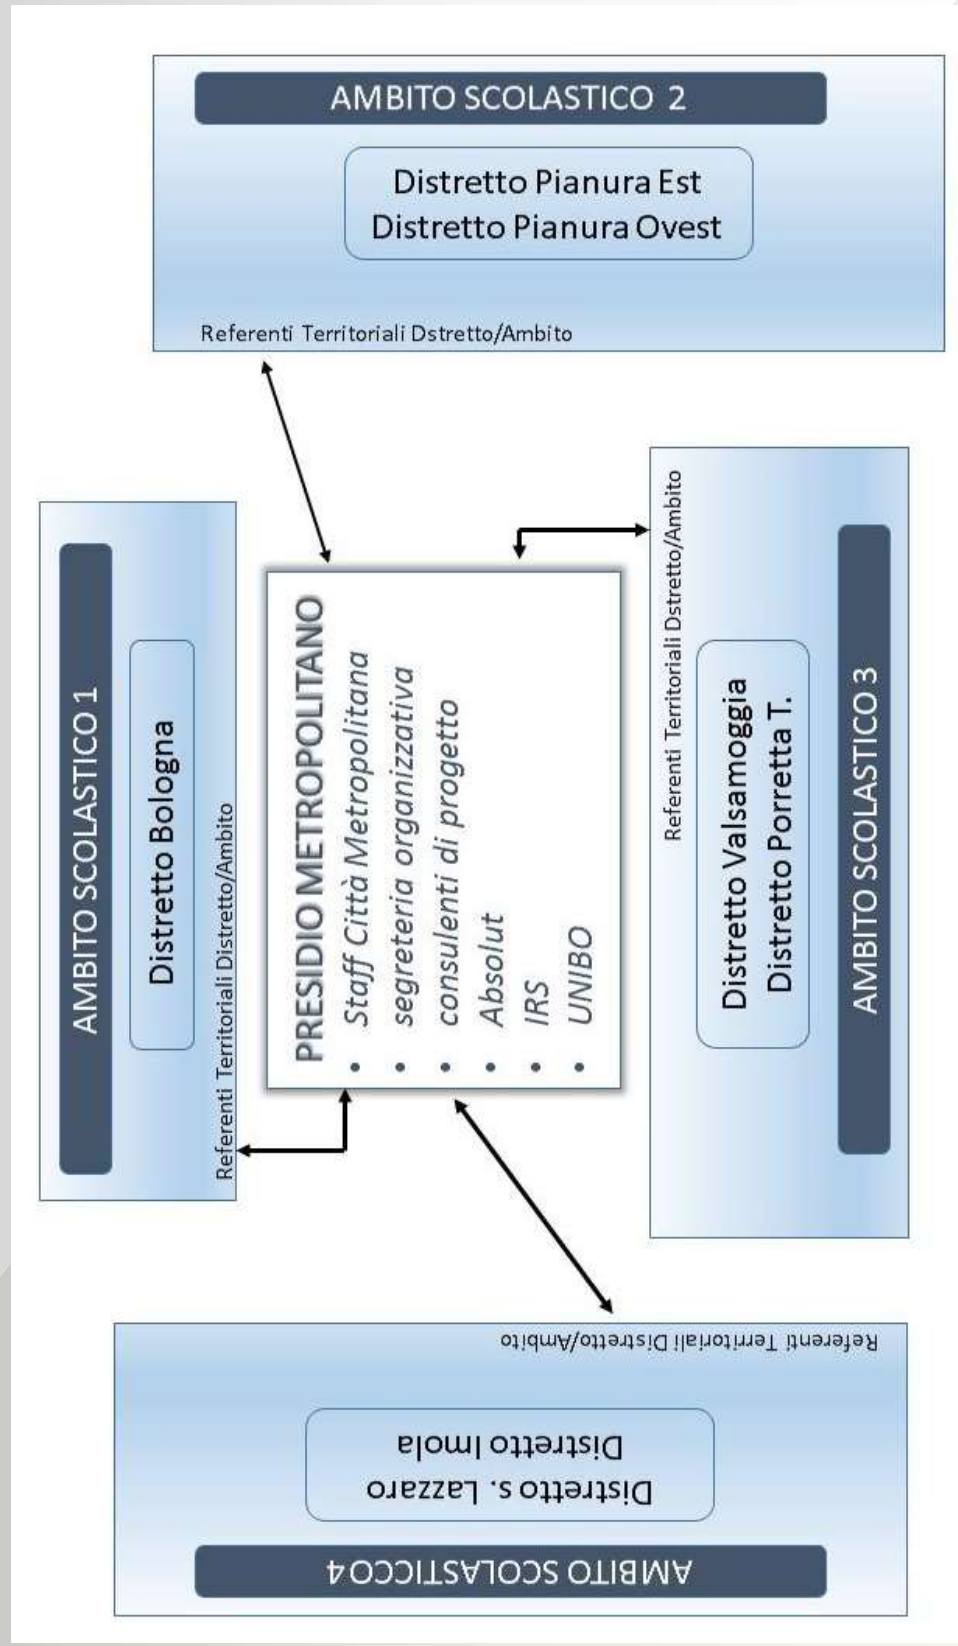 AMBITO SCOLASTICO 2
Distretto Pianura Est
Distretto Pianura Ovest
Referenti Territoriali Dstretto/Ambito
AMBITO SCOLASTICO 1
Distretto Bologna
Referenti Territoriali Distretto/Ambito
PRESIDIO METROPOLITANO
• Staff Città Metropolitana
• segreteria organizzativa
• consulenti di progetto
• Absolut
• IRS
• UNIBO
Referenti Territoriali Dstretto/Ambito
Distretto Valsamoggia
Distretto Porretta T.
AMBITO SCOLASTICO 3
AMBITO SCOLASTICCO 4
Distretto s. Lazzaro
Distretto Imola
Referenti Territoriali Distretto/Ambito